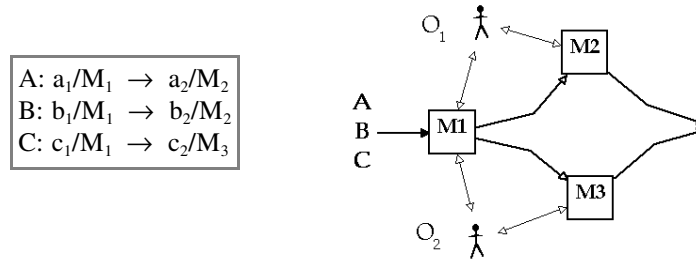 A: a₁/M₁ → a₂/M₂
B: b₁/M₁ → b₂/M₂
C: c₁/M₁ → c₂/M₃
O₁
M2
A
B
C
M1
M3
O₂